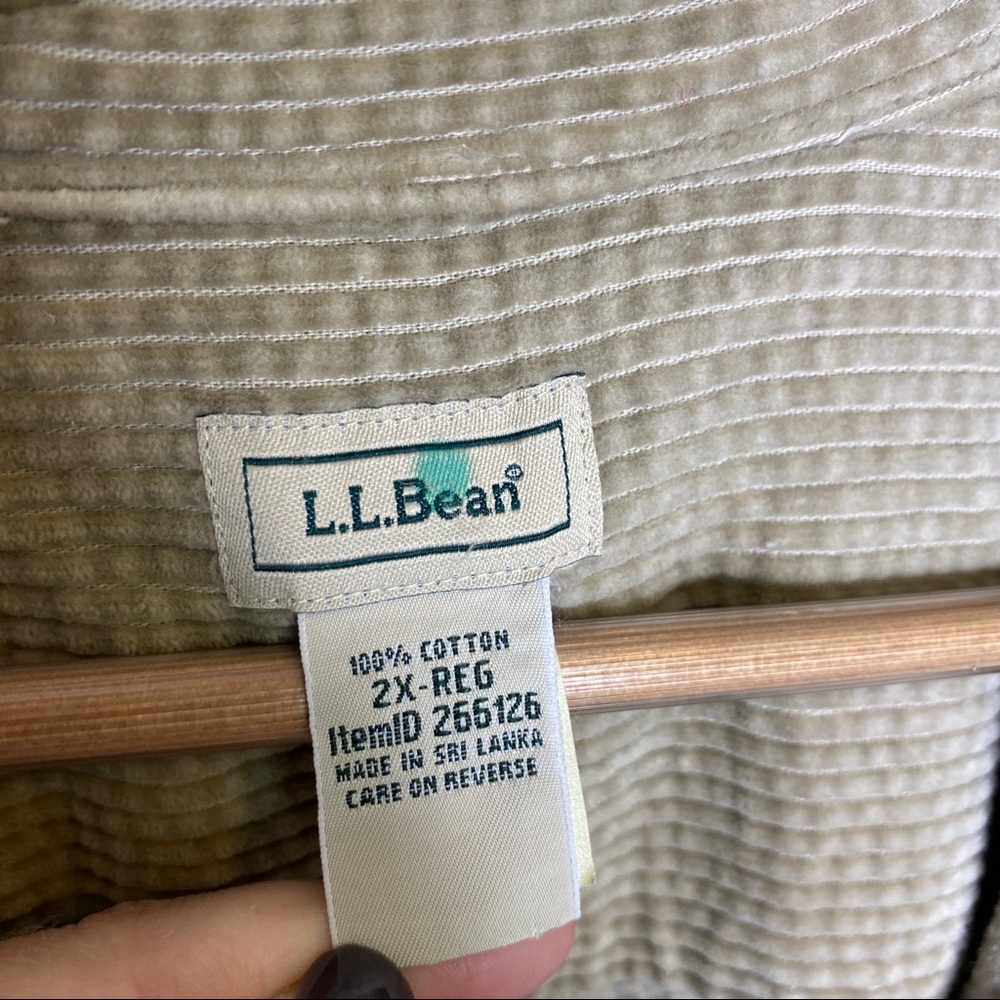 L.L.Bean®
100% COTTON
2X-REG
ItemID 266126
MADE IN SRI LANKA
CARE ON REVERSE